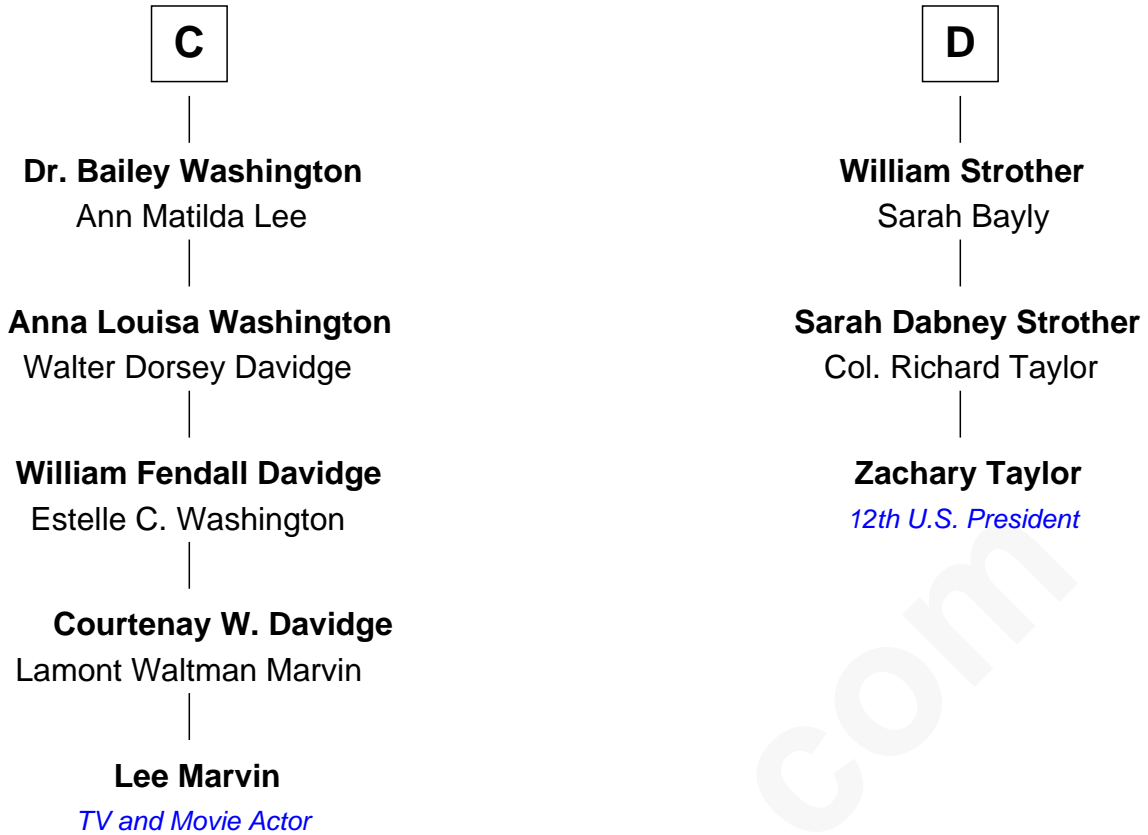 C
Dr. Bailey Washington
Ann Matilda Lee
Anna Louisa Washington
Walter Dorsey Davidge
William Fendall Davidge
Estelle C. Washington
Courtenay W. Davidge
Lamont Waltman Marvin
Lee Marvin
TV and Movie Actor
D
William Strother
Sarah Bayly
Sarah Dabney Strother
Col. Richard Taylor
Zachary Taylor
12th U.S. President
com